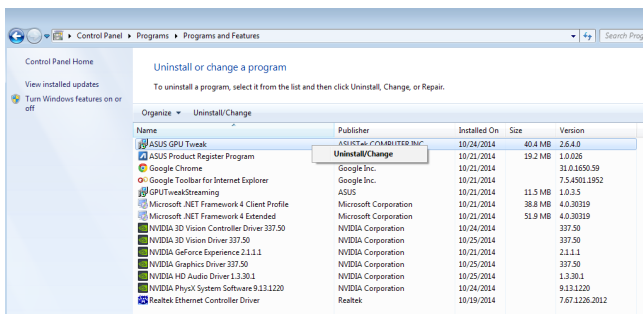 Control Panel ▸ Programs ▸ Programs and Features
Search Prog
Control Panel Home
View installed updates
Turn Windows features on or
off
Uninstall or change a program
To uninstall a program, select it from the list and then click Uninstall, Change, or Repair.
Organize Uninstall/Change
Name Publisher Installed On Size Version
ASUS GPU Tweak ASUSTek COMPUTER INC. 10/24/2014 40.4 MB 2.6.4.0
Uninstall/Change
ASUS Product Register Program 10/21/2014 19.2 MB 1.0.026
Google Chrome Google Inc. 10/21/2014 31.0.1650.59
Google Toolbar for Internet Explorer Google Inc. 10/21/2014 7.5.4501.1952
GPUTweakStreaming ASUS 10/21/2014 11.5 MB 1.0.3.5
Microsoft .NET Framework 4 Client Profile Microsoft Corporation 10/21/2014 38.8 MB 4.0.30319
Microsoft .NET Framework 4 Extended Microsoft Corporation 10/21/2014 51.9 MB 4.0.30319
NVIDIA 3D Vision Controller Driver 337.50 NVIDIA Corporation 10/24/2014 337.50
NVIDIA 3D Vision Driver 337.50 NVIDIA Corporation 10/25/2014 337.50
NVIDIA GeForce Experience 2.1.1.1 NVIDIA Corporation 10/21/2014 2.1.1.1
NVIDIA Graphics Driver 337.50 NVIDIA Corporation 10/25/2014 337.50
NVIDIA HD Audio Driver 1.3.30.1 NVIDIA Corporation 10/25/2014 1.3.30.1
NVIDIA PhysX System Software 9.13.1220 NVIDIA Corporation 10/24/2014 9.13.1220
Realtek Ethernet Controller Driver Realtek 10/19/2014 7.67.1226.2012